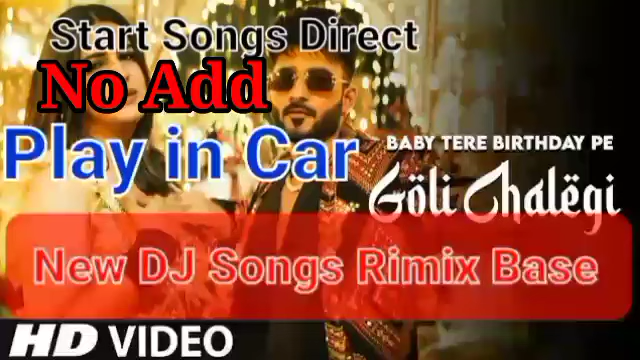 Start Songs Direct
No Add
Play in Car
BABY TERE BIRTHDAY PE
Göli Chalëgi
New DJ Songs Rimix Base
HD VIDEO